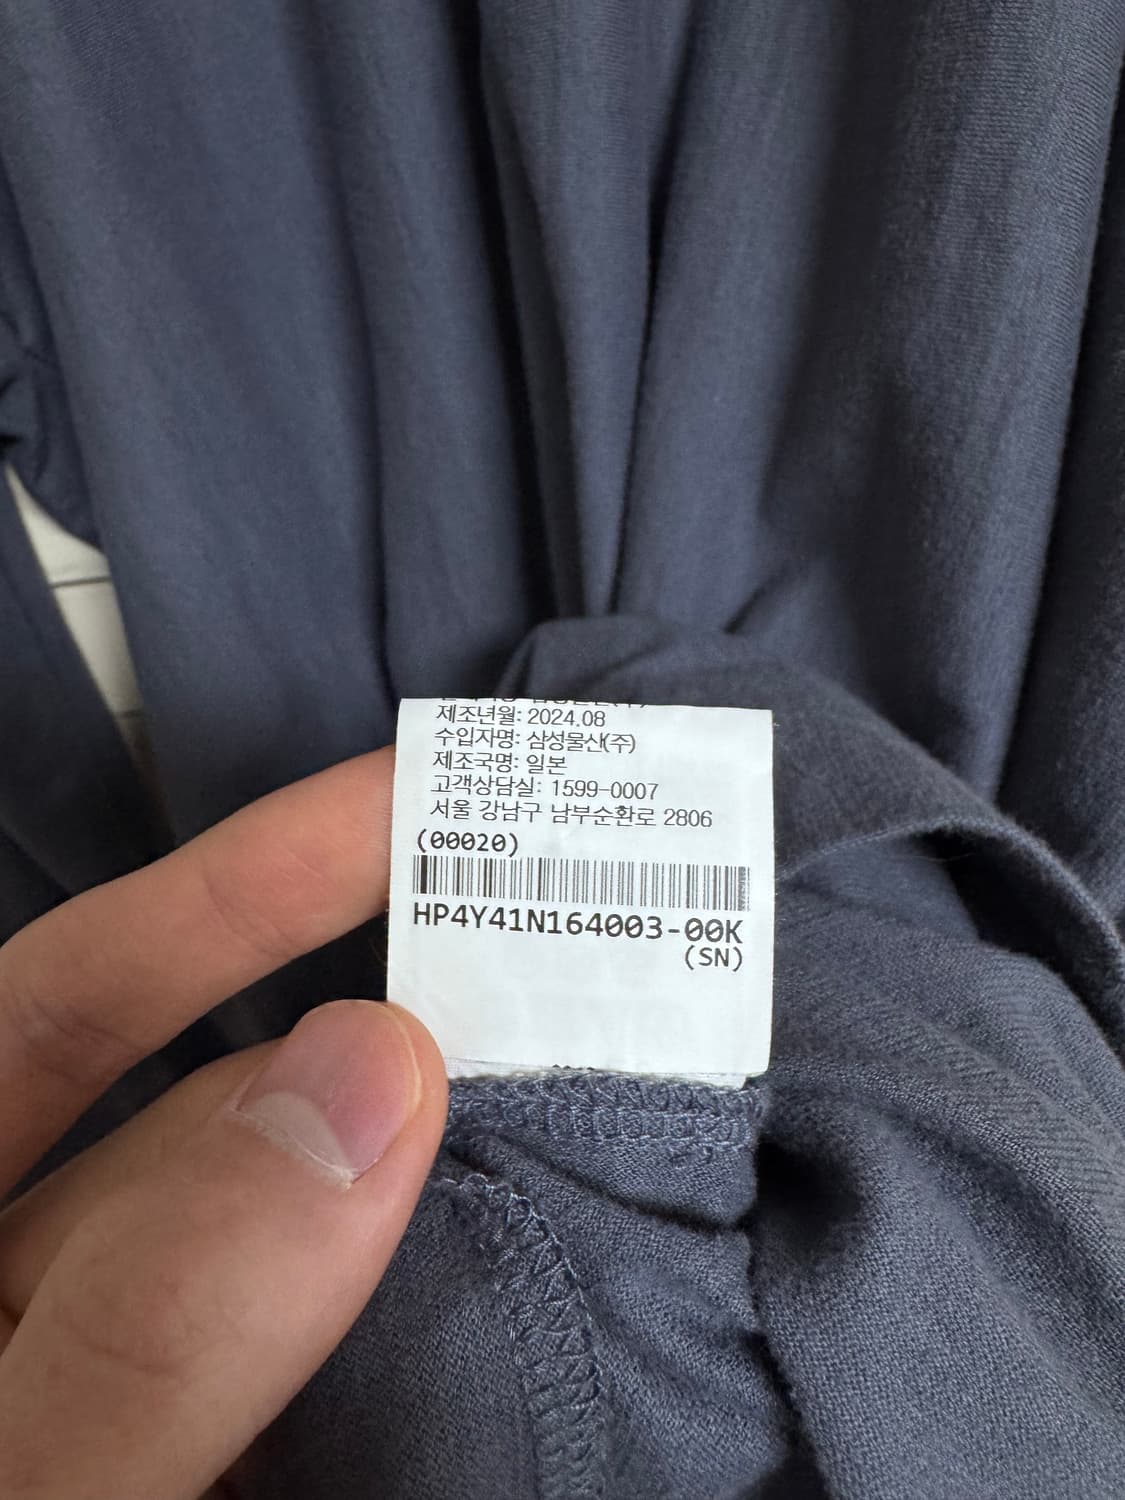 제조년월: 2024.08
수입자명: 삼성물산(주)
제조국명: 일본
고객상담실: 1599-0007
서울 강남구 남부순환로 2806
(00020)
HP4Y41N164003-00K
(SN)